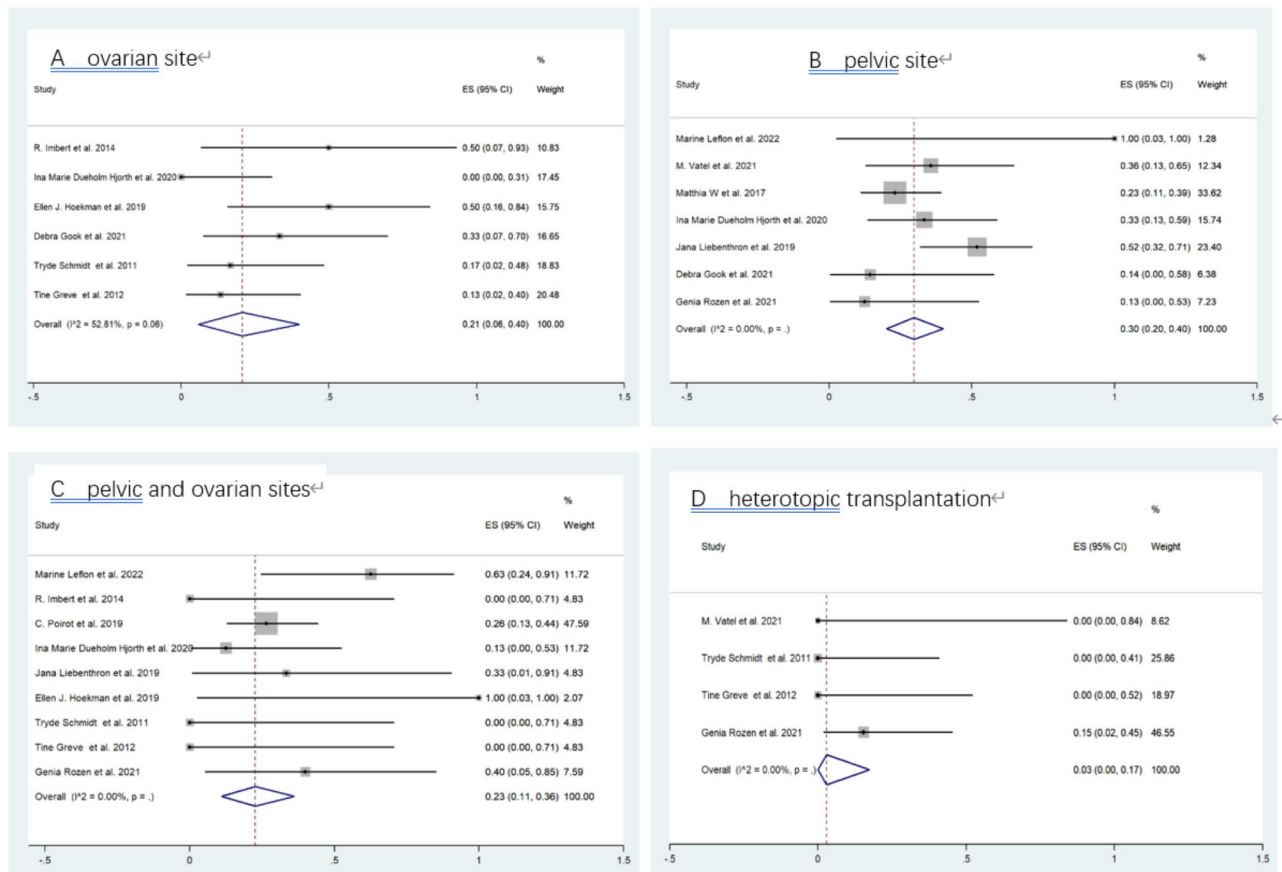 A ovarian site↵
%
Study ES (95% CI) Weight
R. Imbert et al. 2014 0.50 (0.07, 0.93) 10.83
Ina Marie Dueholm Hjorth et al. 2020 0.00 (0.00, 0.31) 17.45
Ellen J. Hoekman et al. 2019 0.50 (0.16, 0.84) 15.75
Debra Gook et al. 2021 0.33 (0.07, 0.70) 16.65
Tryde Schmidt et al. 2011 0.17 (0.02, 0.48) 18.83
Tine Greve et al. 2012 0.13 (0.02, 0.40) 20.48
Overall (I^2 = 52.81%, p = 0.06) 0.21 (0.06, 0.40) 100.00
-.5 0 .5 1 1.5
B pelvic site↵
%
Study ES (95% CI) Weight
Marine Leflon et al. 2022 1.00 (0.03, 1.00) 1.28
M. Vatel et al. 2021 0.36 (0.13, 0.65) 12.34
Matthia W et al. 2017 0.23 (0.11, 0.39) 33.62
Ina Marie Dueholm Hjorth et al. 2020 0.33 (0.13, 0.59) 15.74
Jana Liebenthron et al. 2019 0.52 (0.32, 0.71) 23.40
Debra Gook et al. 2021 0.14 (0.00, 0.58) 6.38
Genia Rozen et al. 2021 0.13 (0.00, 0.53) 7.23
Overall (I^2 = 0.00%, p = .) 0.30 (0.20, 0.40) 100.00
-.5 0 .5 1 1.5
↵
C pelvic and ovarian sites↵
%
Study ES (95% CI) Weight
Marine Leflon et al. 2022 0.63 (0.24, 0.91) 11.72
R. Imbert et al. 2014 0.00 (0.00, 0.71) 4.83
C. Poirot et al. 2019 0.26 (0.13, 0.44) 47.59
Ina Marie Dueholm Hjorth et al. 2020 0.13 (0.00, 0.53) 11.72
Jana Liebenthron et al. 2019 0.33 (0.01, 0.91) 4.83
Ellen J. Hoekman et al. 2019 1.00 (0.03, 1.00) 2.07
Tryde Schmidt et al. 2011 0.00 (0.00, 0.71) 4.83
Tine Greve et al. 2012 0.00 (0.00, 0.71) 4.83
Genia Rozen et al. 2021 0.40 (0.05, 0.85) 7.59
Overall (I^2 = 0.00%, p = .) 0.23 (0.11, 0.36) 100.00
-.5 0 .5 1 1.5
D heterotopic transplantation↵
%
Study ES (95% CI) Weight
M. Vatel et al. 2021 0.00 (0.00, 0.84) 8.62
Tryde Schmidt et al. 2011 0.00 (0.00, 0.41) 25.86
Tine Greve et al. 2012 0.00 (0.00, 0.52) 18.97
Genia Rozen et al. 2021 0.15 (0.02, 0.45) 46.55
Overall (I^2 = 0.00%, p = .) 0.03 (0.00, 0.17) 100.00
-.5 0 .5 1 1.5